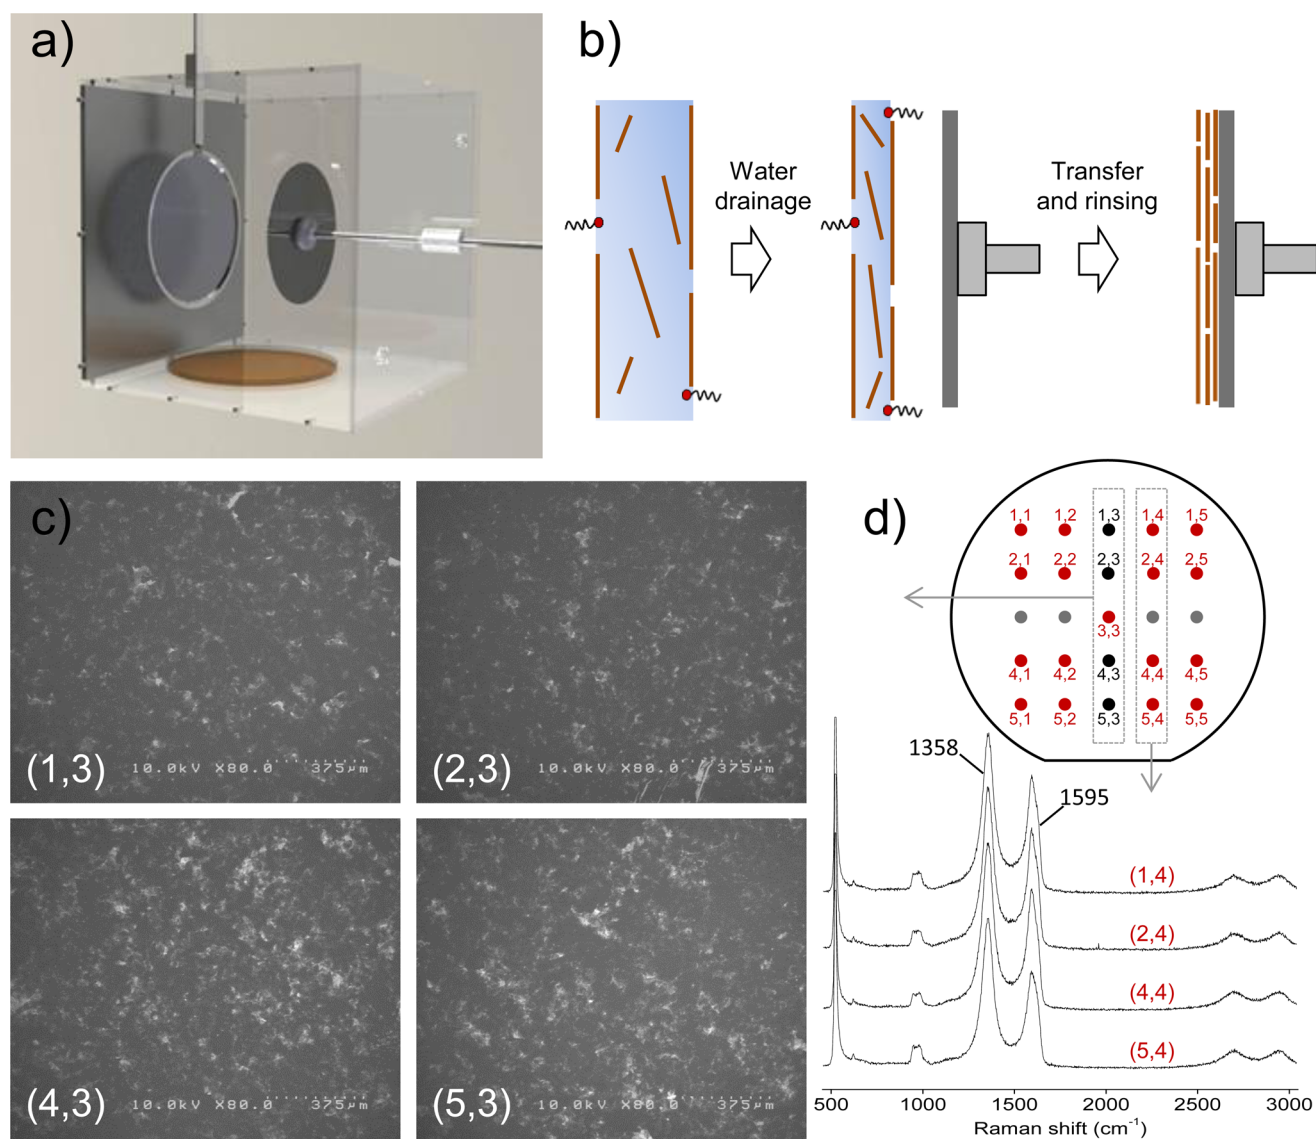 a)
b)
Water
drainage
Transfer
and rinsing
c)
(1,3)
10.0kV X80.0 375µm
(2,3)
10.0kV X80.0 375µm
(4,3)
10.0kV X80.0 375µm
(5,3)
10.0kV X80.0 375µm
d)
1,1 1,2 1,3 1,4 1,5
2,1 2,2 2,3 2,4 2,5
3,3
4,1 4,2 4,3 4,4 4,5
5,1 5,2 5,3 5,4 5,5
1358
1595
(1,4)
(2,4)
(4,4)
(5,4)
500 1000 1500 2000 2500 3000
Raman shift (cm⁻¹)